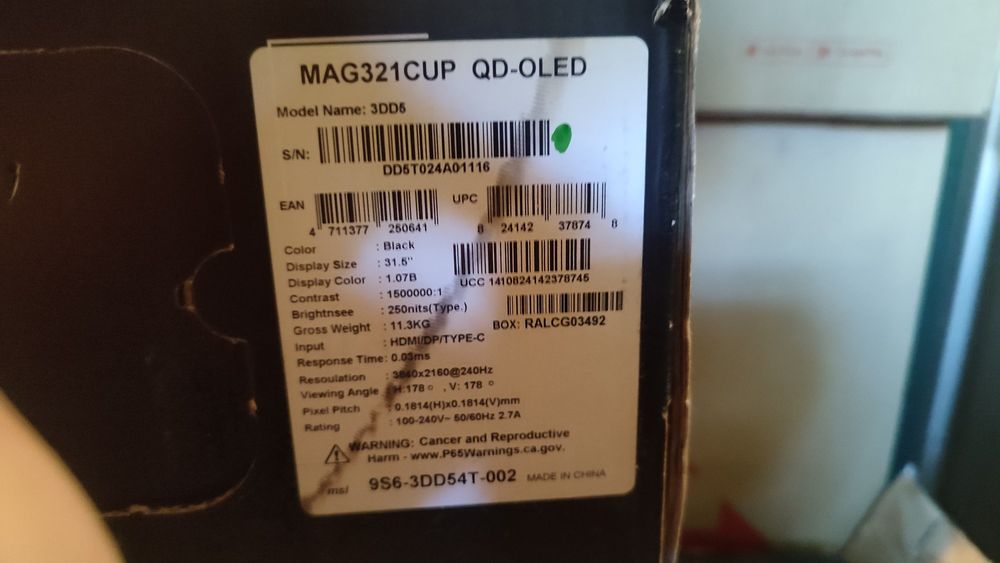 MAG321CUP QD-OLED
Model Name: 3DD5
S/N:
DD5T024A01116
EAN
4 711377 250641
UPC
8 24142 37874 8
Color : Black
Display Size : 31.5"
Display Color : 1.07B
Contrast : 1500000:1
Brightnsee : 250nits(Type.)
Gross Weight : 11.3KG
Input : HDMI/DP/TYPE-C
Response Time: 0.03ms
Resoulation : 3840x2160@240Hz
Viewing Angle : H:178 ° , V: 178 °
Pixel Pitch : 0.1814(H)x0.1814(V)mm
Rating : 100-240V~ 50/60Hz 2.7A
UCC 1410824142378745
BOX: RALCG03492
WARNING: Cancer and Reproductive
Harm - www.P65Warnings.ca.gov.
msi 9S6-3DD54T-002 MADE IN CHINA